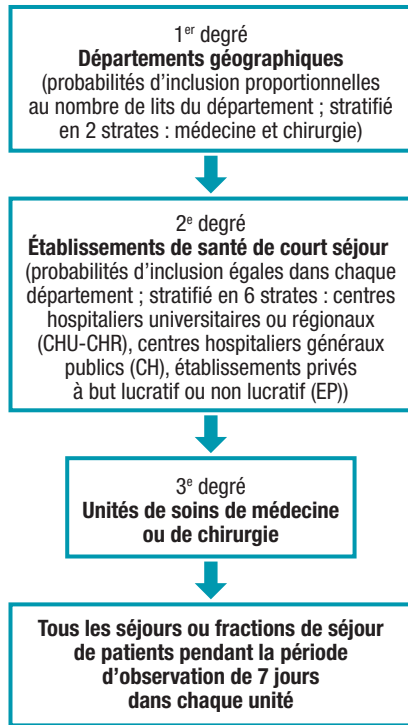 1er degré
Départements géographiques
(probabilités d’inclusion proportionnelles
au nombre de lits du département ; stratifié
en 2 strates : médecine et chirurgie)
2e degré
Établissements de santé de court séjour
(probabilités d’inclusion égales dans chaque
département ; stratifié en 6 strates : centres
hospitaliers universitaires ou régionaux
(CHU-CHR), centres hospitaliers généraux
publics (CH), établissements privés
à but lucratif ou non lucratif (EP))
3e degré
Unités de soins de médecine
ou de chirurgie
Tous les séjours ou fractions de séjour
de patients pendant la période
d’observation de 7 jours
dans chaque unité